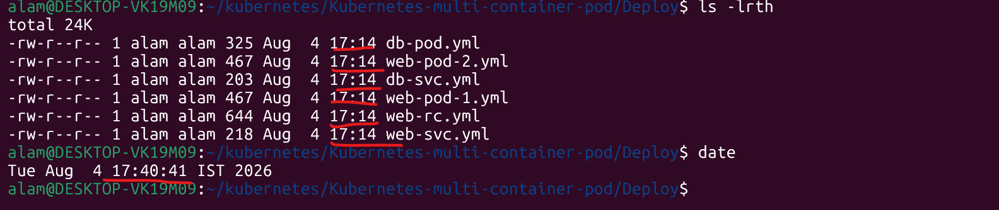 alam@DESKTOP-VK19M09:~/kubernetes/Kubernetes-multi-container-pod/Deploy$ ls -lrth
total 24K
-rw-r--r-- 1 alam alam 325 Aug  4 17:14 db-pod.yml
-rw-r--r-- 1 alam alam 467 Aug  4 17:14 web-pod-2.yml
-rw-r--r-- 1 alam alam 203 Aug  4 17:14 db-svc.yml
-rw-r--r-- 1 alam alam 467 Aug  4 17:14 web-pod-1.yml
-rw-r--r-- 1 alam alam 644 Aug  4 17:14 web-rc.yml
-rw-r--r-- 1 alam alam 218 Aug  4 17:14 web-svc.yml
alam@DESKTOP-VK19M09:~/kubernetes/Kubernetes-multi-container-pod/Deploy$ date
Tue Aug  4 17:40:41 IST 2026
alam@DESKTOP-VK19M09:~/kubernetes/Kubernetes-multi-container-pod/Deploy$